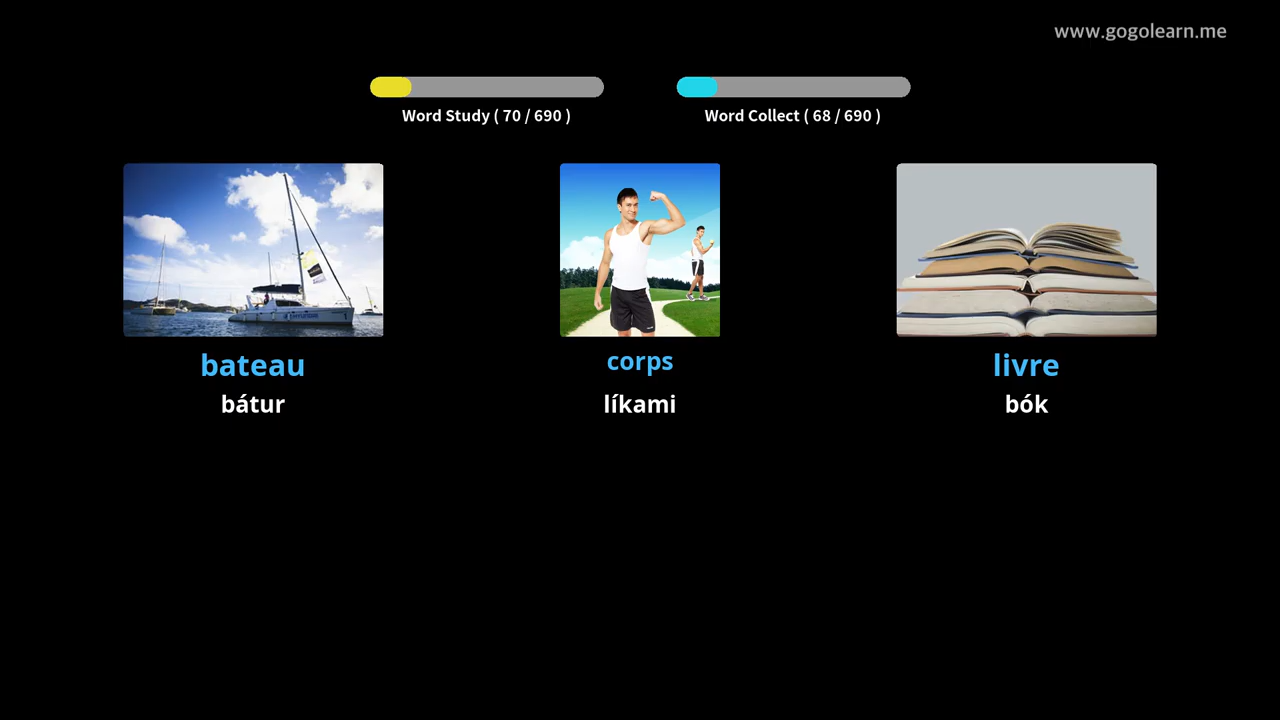 www.gogolearn.me
Word Study ( 70 / 690 )
Word Collect ( 68 / 690 )
bateau
corps
livre
bátur
líkami
bók